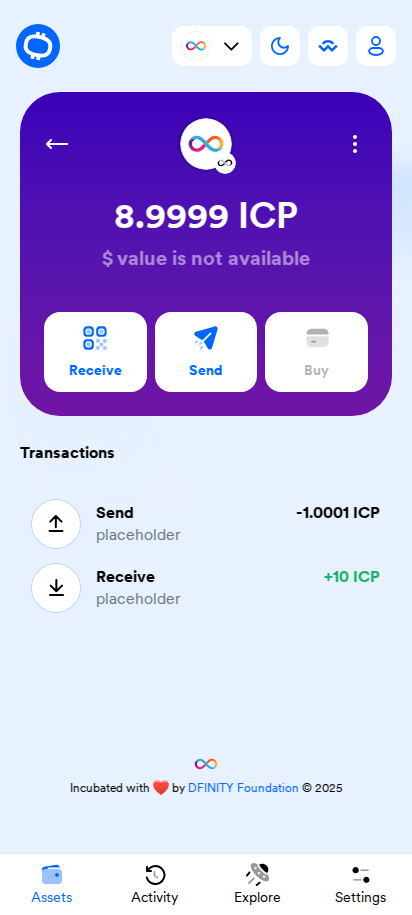 8.9999 ICP
$ value is not available
Receive
Send
Buy
Transactions
Send
-1.0001 ICP
placeholder
Receive
+10 ICP
placeholder
Incubated with ❤️ by DFINITY Foundation © 2025
Assets
Activity
Explore
Settings